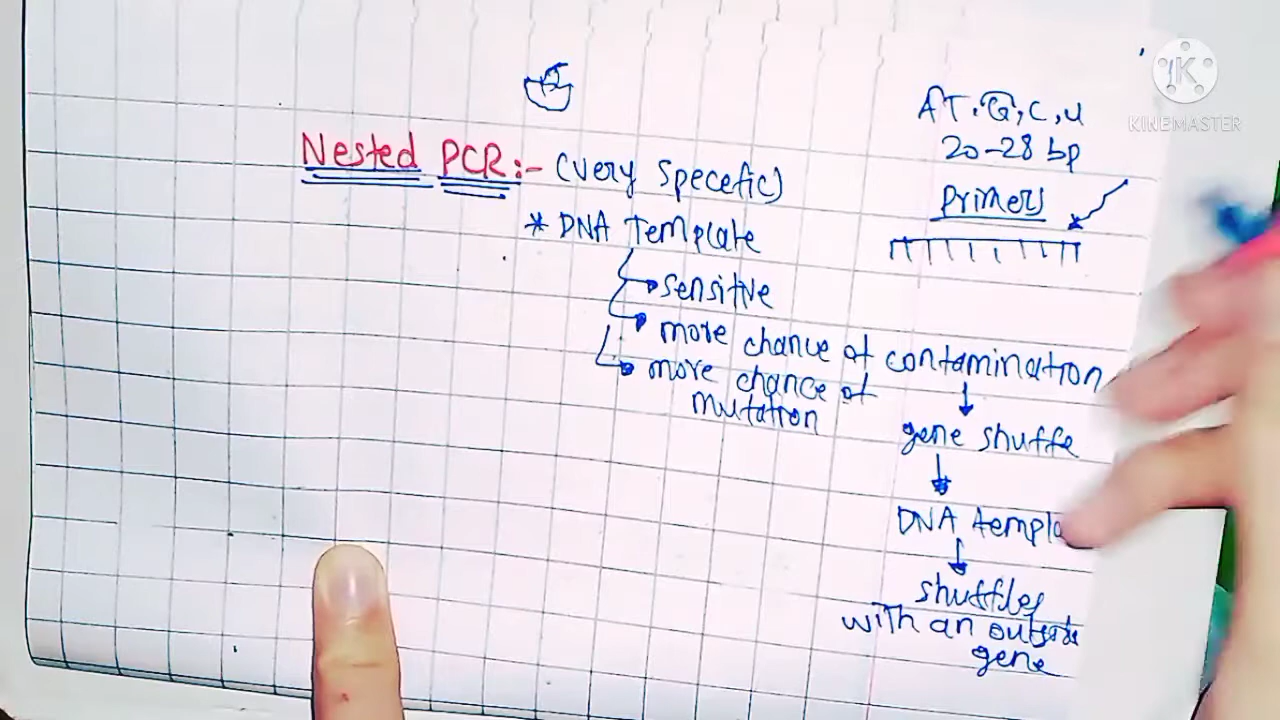 Nested PCR:- (very specefic)
* DNA Template
sensitive
more chance of contamination
more chance of
mutation
A T, G, C, U
20-28 bp
Primers
gene shuffe
DNA templa
shuffles
with an outside
gene
K
KINEMASTER